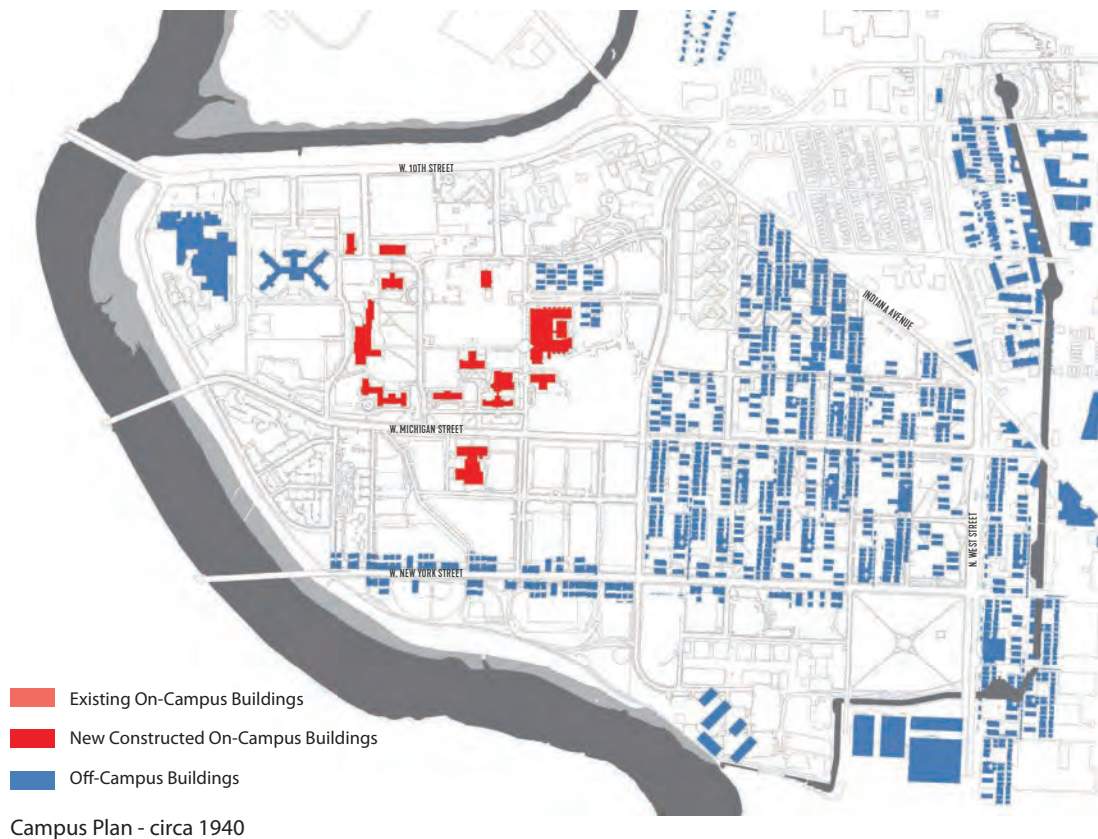 W. 10TH STREET
INDIANA AVENUE
W. MICHIGAN STREET
N. WEST STREET
W. NEW YORK STREET
Existing On-Campus Buildings
New Constructed On-Campus Buildings
Off-Campus Buildings
Campus Plan - circa 1940